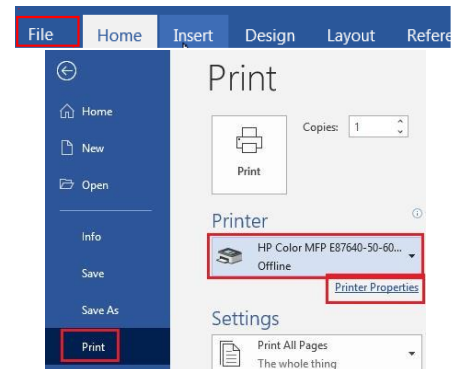 File Home Insert Design Layout Refere
Print
Home
New
Open
Info
Save
Save As
Print
Copies: 1
Print
Printer
HP Color MFP E87640-50-60...
Offline
Printer Properties
Settings
Print All Pages
The whole thing